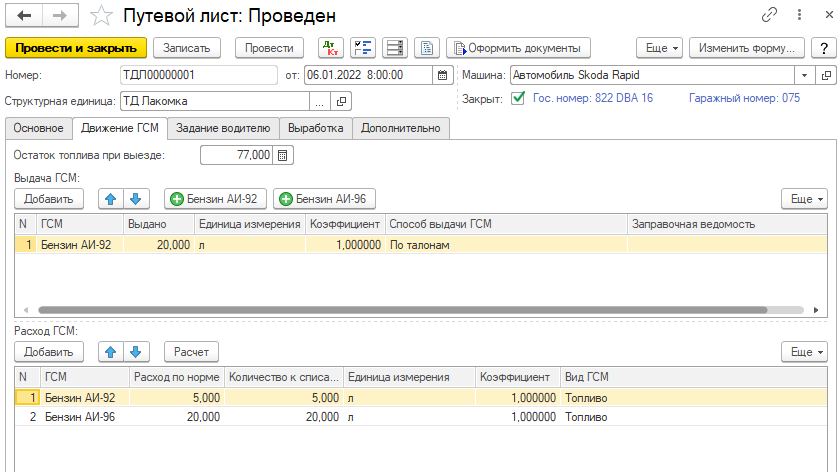 Путевой лист: Проведен
Провести и закрыть Записать Провести Дт Кт Оформить документы Еще Изменить форму... ?
Номер: ТДЛ00000001 от: 06.01.2022 8:00:00 Машина: Автомобиль Skoda Rapid
Структурная единица: ТД Лакомка ... Закрыт: Гос. номер: 822 DBA 16 Гаражный номер: 075
Основное Движение ГСМ Задание водителю Выработка Дополнительно
Остаток топлива при выезде: 77,000
Выдача ГСМ:
Добавить Бензин АИ-92 Бензин АИ-96 Еще
N ГСМ Выдано Единица измерения Коэффициент Способ выдачи ГСМ Заправочная ведомость
1 Бензин АИ-92 20,000 л 1,000000 По талонам
Расход ГСМ:
Добавить Расчет Еще
N ГСМ Расход по норме Количество к списа... Единица измерения Коэффициент Вид ГСМ
1 Бензин АИ-92 5,000 5,000 л 1,000000 Топливо
2 Бензин АИ-96 20,000 20,000 л 1,000000 Топливо